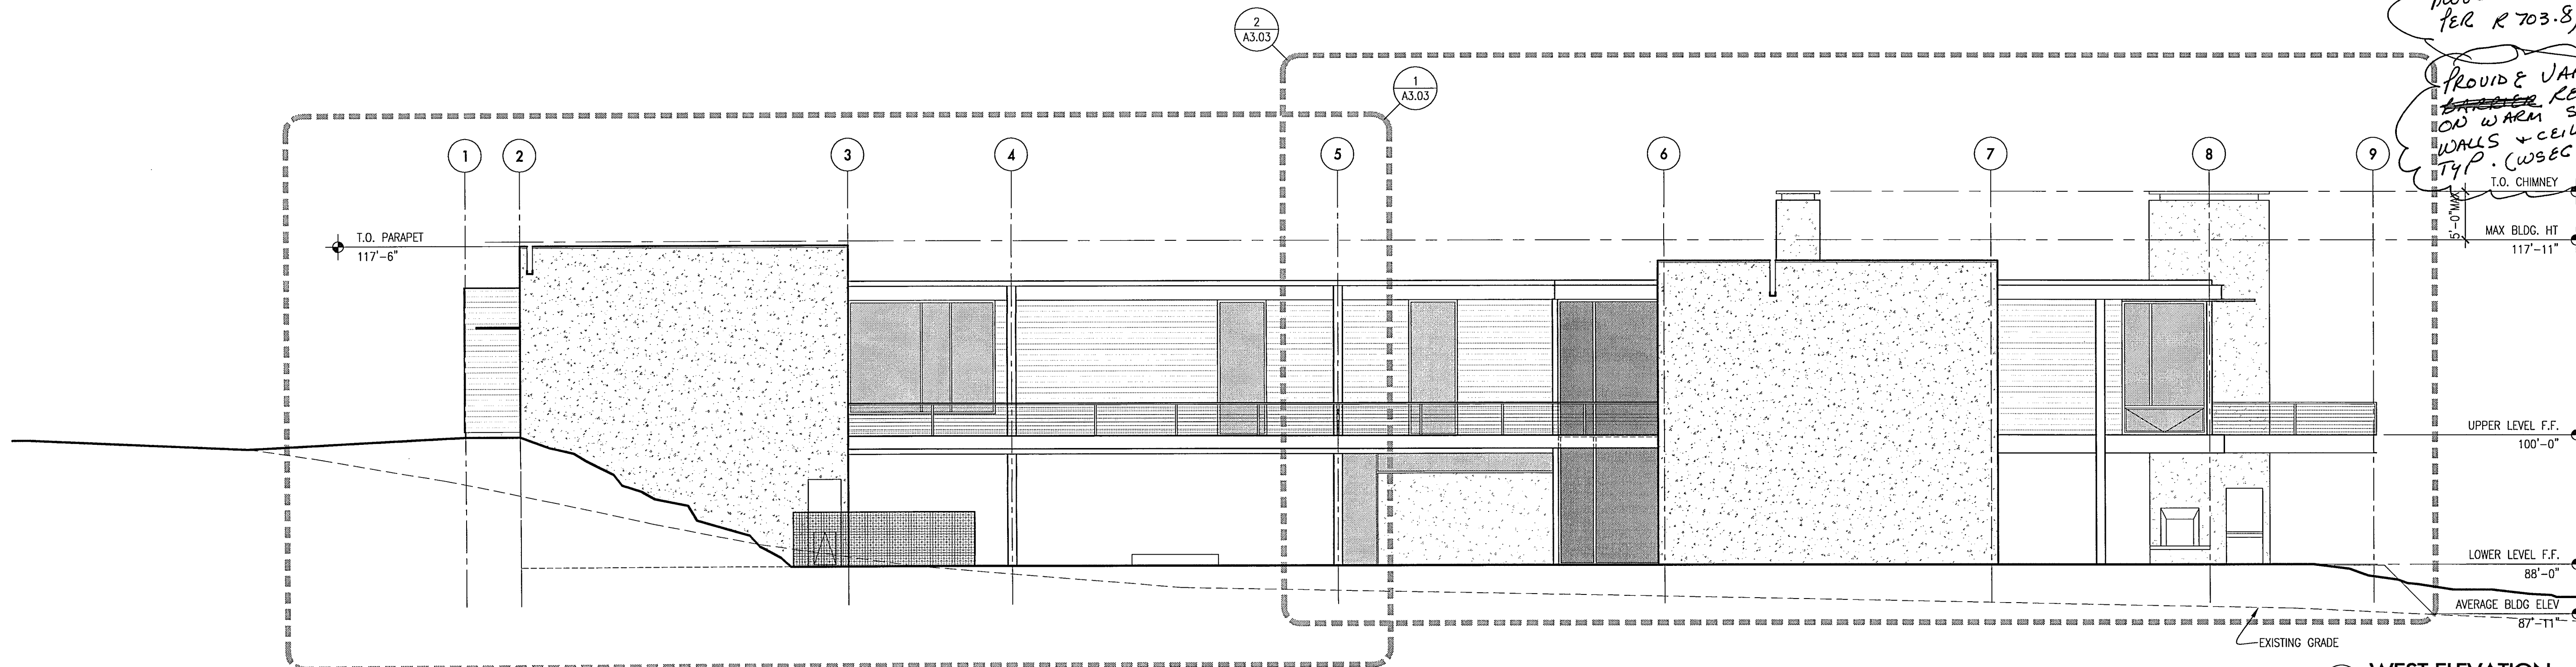 PER R 703.8
PROVIDE
BARRIER
ON WARM
WALLS +
TYP. (WSEC
2
A3.03
1
A3.03
1
2
3
4
5
6
7
8
9
T.O. CHIMNEY
5'-0" MAX
T.O. PARAPET
117'-6"
MAX BLDG. HT
117'-11"
UPPER LEVEL F.F.
100'-0"
LOWER LEVEL F.F.
88'-0"
AVERAGE BLDG ELEV
87'-11"
EXISTING GRADE
WEST ELEVATION